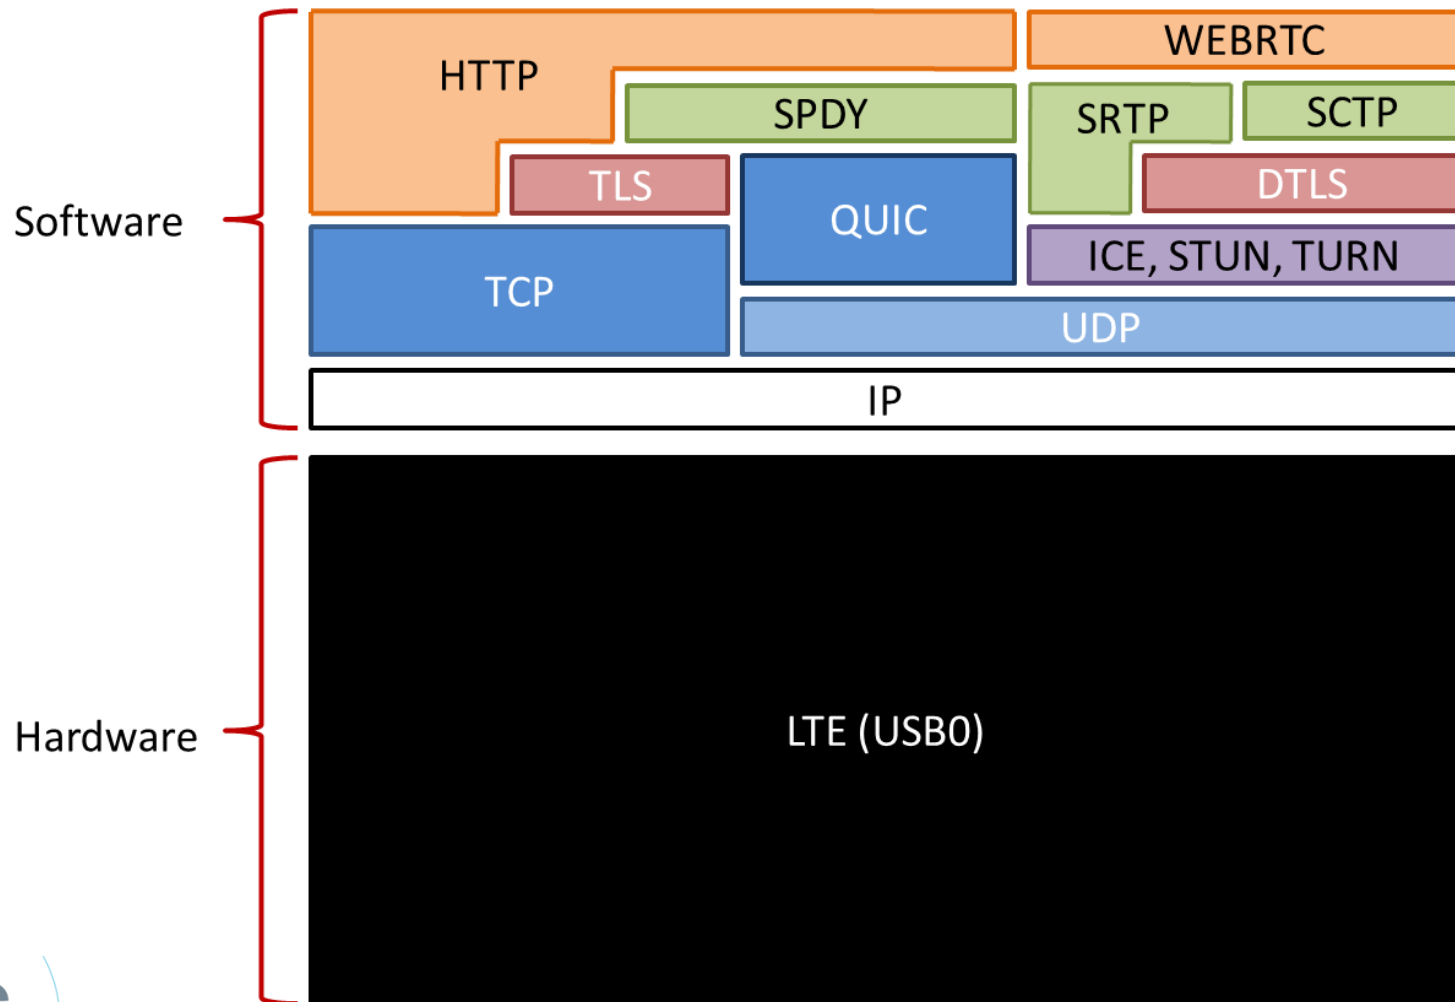 HTTP
WEBRTC
SPDY
SRTP
SCTP
TLS
QUIC
DTLS
Software
TCP
ICE, STUN, TURN
UDP
IP
Hardware
LTE (USB0)